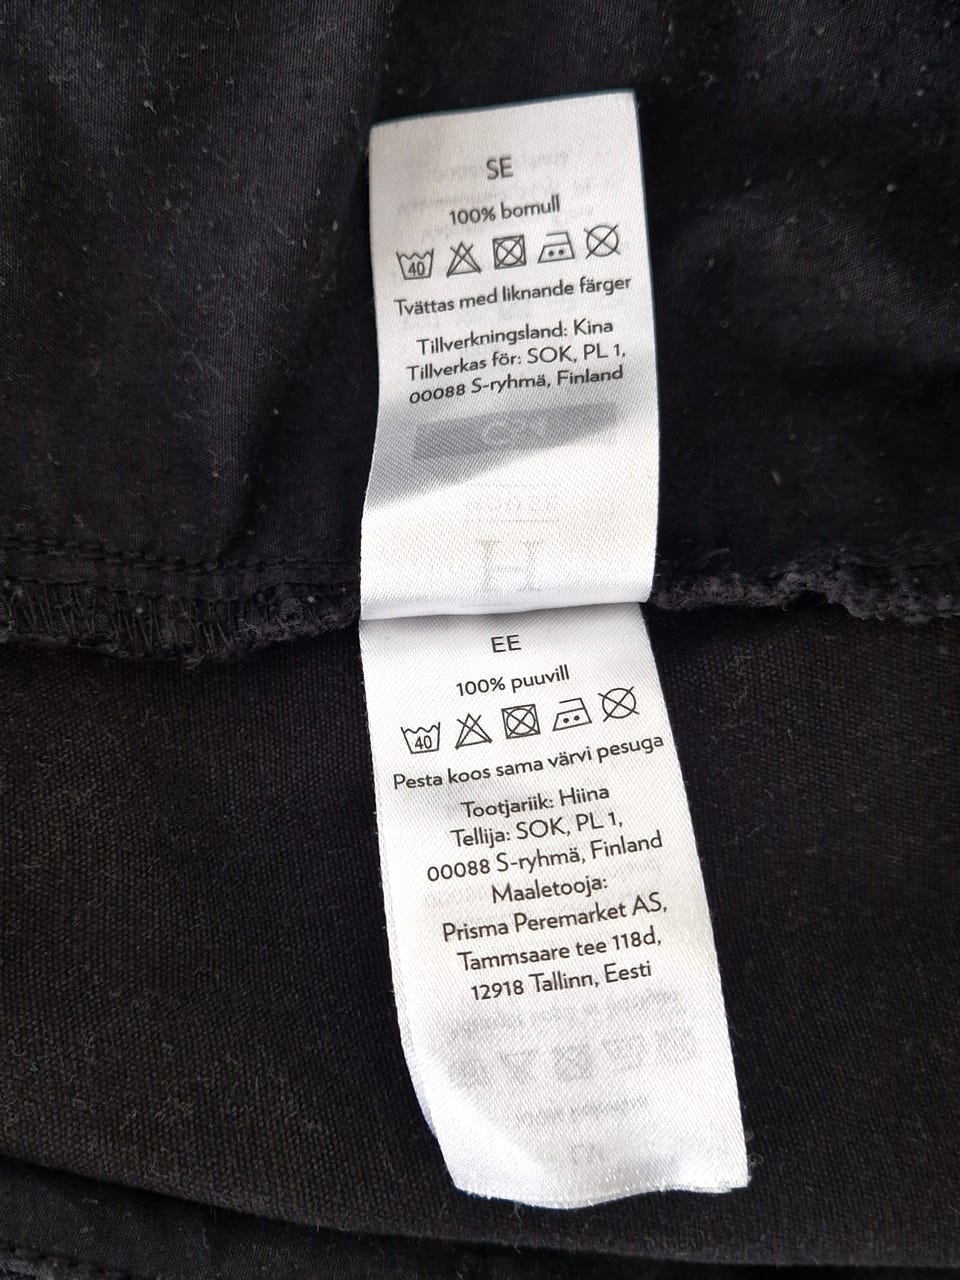 SE
100% bomull
40
Tvättas med liknande färger
Tillverkningsland: Kina
Tillverkas för: SOK, PL 1,
00088 S-ryhmä, Finland
EE
100% puuvill
40
Pesta koos sama värvi pesuga
Tootjariik: Hiina
Tellija: SOK, PL 1,
00088 S-ryhmä, Finland
Maaletooja:
Prisma Peremarket AS,
Tammsaare tee 118d,
12918 Tallinn, Eesti